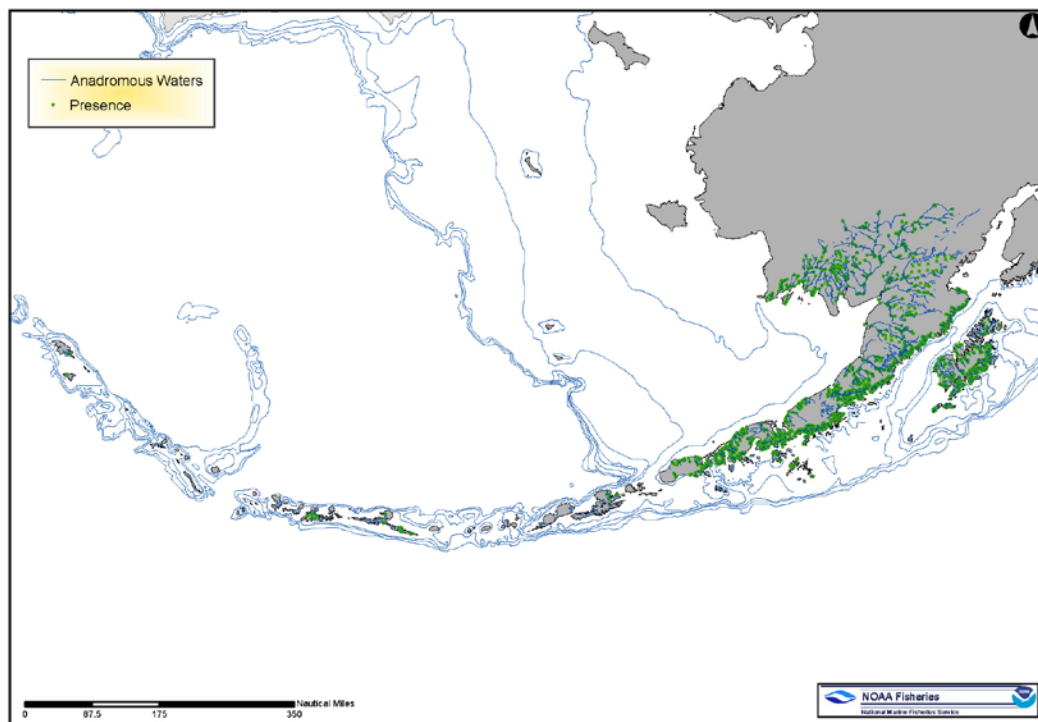 Anadromous Waters
Presence
Nautical Miles
0 87.5 175 350
NOAA Fisheries
National Marine Fisheries Service